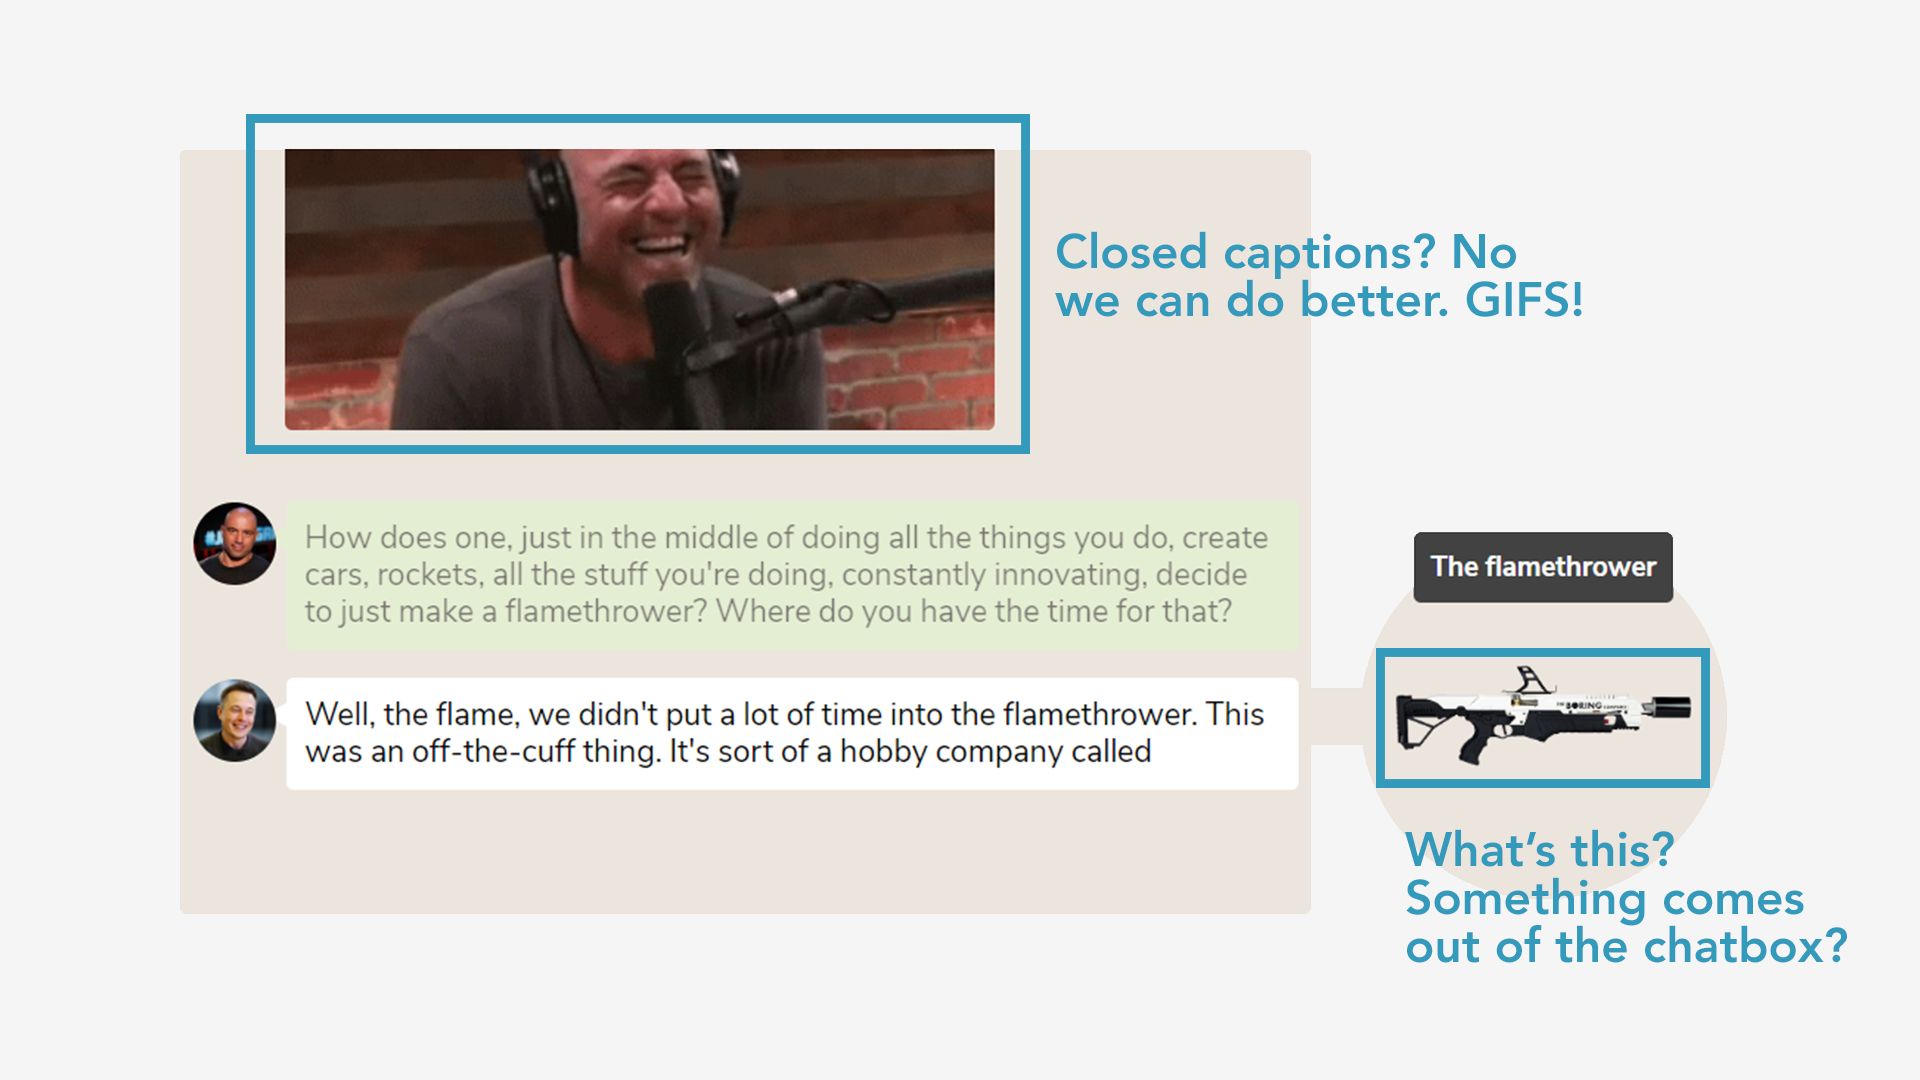 Closed captions? No
we can do better. GIFS!
How does one, just in the middle of doing all the things you do, create
cars, rockets, all the stuff you're doing, constantly innovating, decide
to just make a flamethrower? Where do you have the time for that?
Well, the flame, we didn't put a lot of time into the flamethrower. This
was an off-the-cuff thing. It's sort of a hobby company called
The flamethrower
BORING
What's this?
Something comes
out of the chatbox?